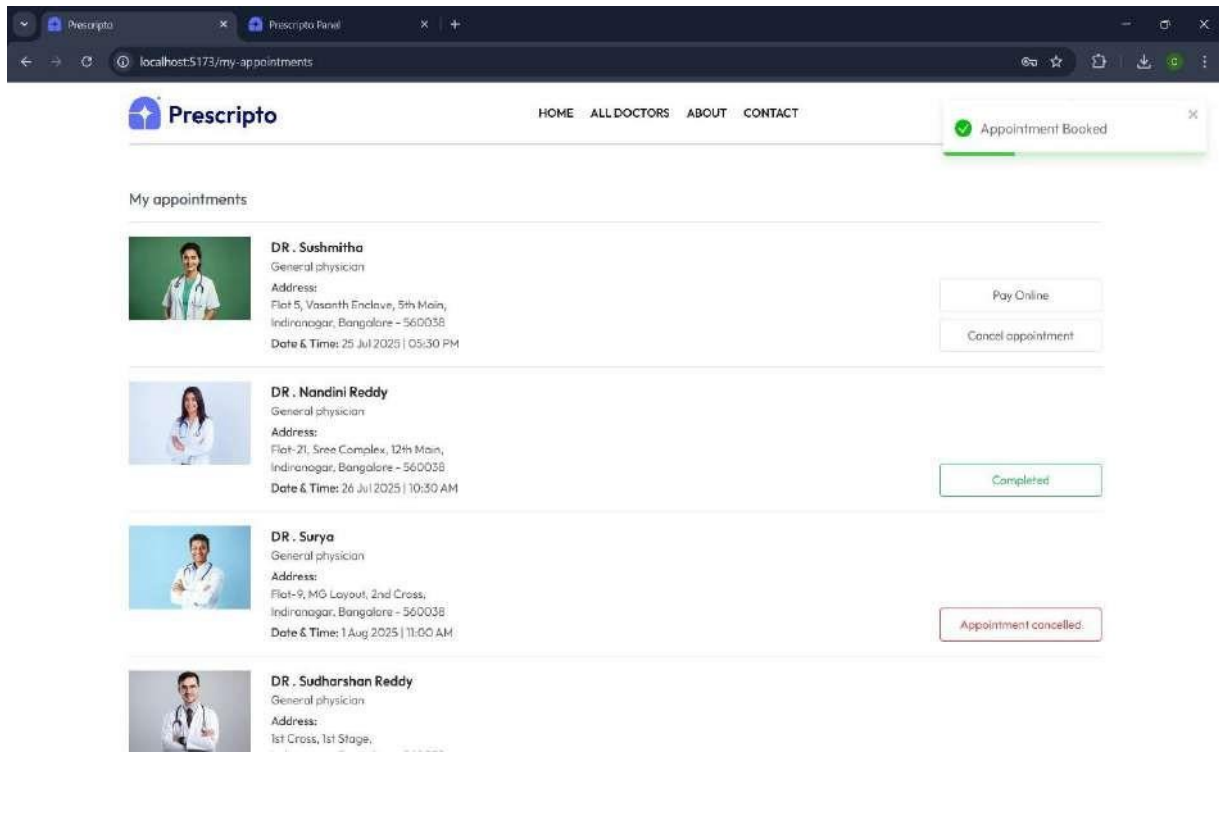 Prescripto
Prescripto Panel
localhost:5173/my-appointments
Prescripto
HOME ALL DOCTORS ABOUT CONTACT
Appointment Booked
My appointments
DR . Sushmitha
General physician
Address:
Flat 5, Vasanth Enclave, 5th Main,
Indiranagar, Bangalore - 560038
Date & Time: 25 Jul 2025 | 05:30 PM
Pay Online
Cancel appointment
DR . Nandini Reddy
General physician
Address:
Flat-21, Sree Complex, 12th Main,
Indiranagar, Bangalore - 560038
Date & Time: 26 Jul 2025 | 10:30 AM
Completed
DR . Surya
General physician
Address:
Flat-9, MG Layout, 2nd Cross,
Indiranagar, Bangalore - 560038
Date & Time: 1 Aug 2025 | 11:00 AM
Appointment cancelled
DR . Sudharshan Reddy
General physician
Address:
1st Cross, 1st Stage,